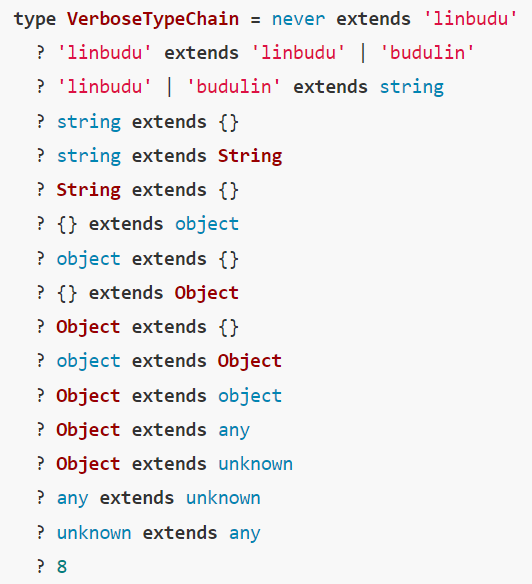 type VerboseTypeChain = never extends 'linbudu'
? 'linbudu' extends 'linbudu' | 'budulin'
? 'linbudu' | 'budulin' extends string
? string extends {}
? string extends String
? String extends {}
? {} extends object
? object extends {}
? {} extends Object
? Object extends {}
? object extends Object
? Object extends object
? Object extends any
? Object extends unknown
? any extends unknown
? unknown extends any
? 8